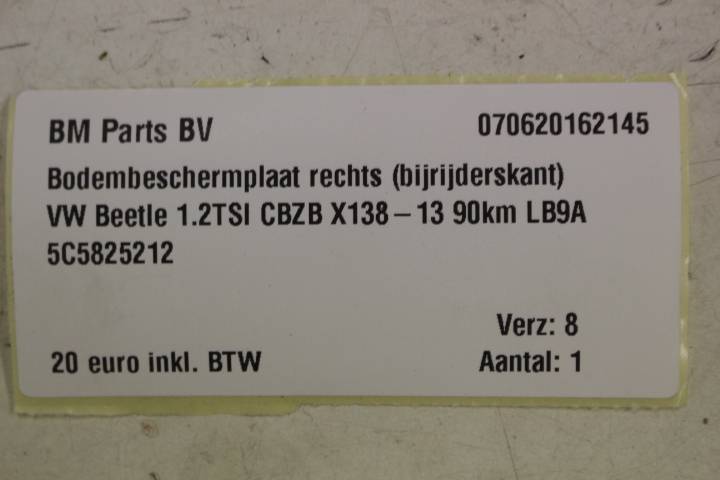 BM Parts BV 070620162145
Bodembeschermplaat rechts (bijrijderskant)
VW Beetle 1.2TSI CBZB X138 – 13 90km LB9A
5C5825212
Verz: 8
20 euro inkl. BTW Aantal: 1